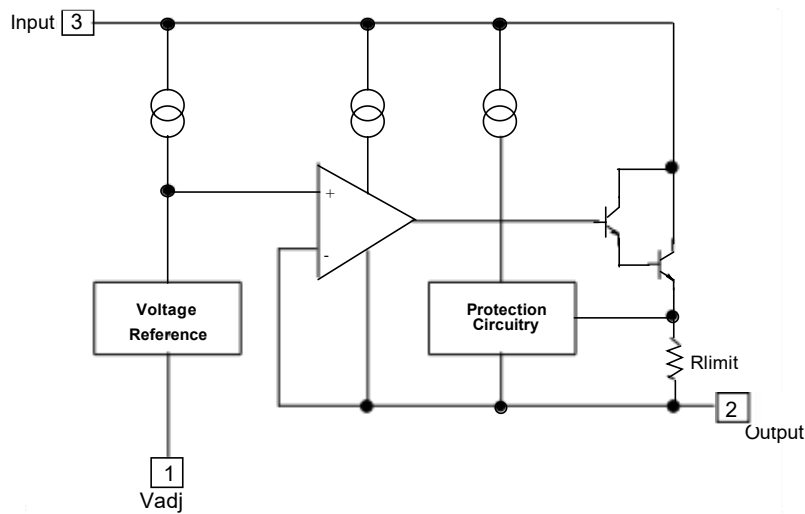 Input 3
+
-
Voltage
Reference
Protection
Circuitry
Rlimit
2
Output
1
Vadj